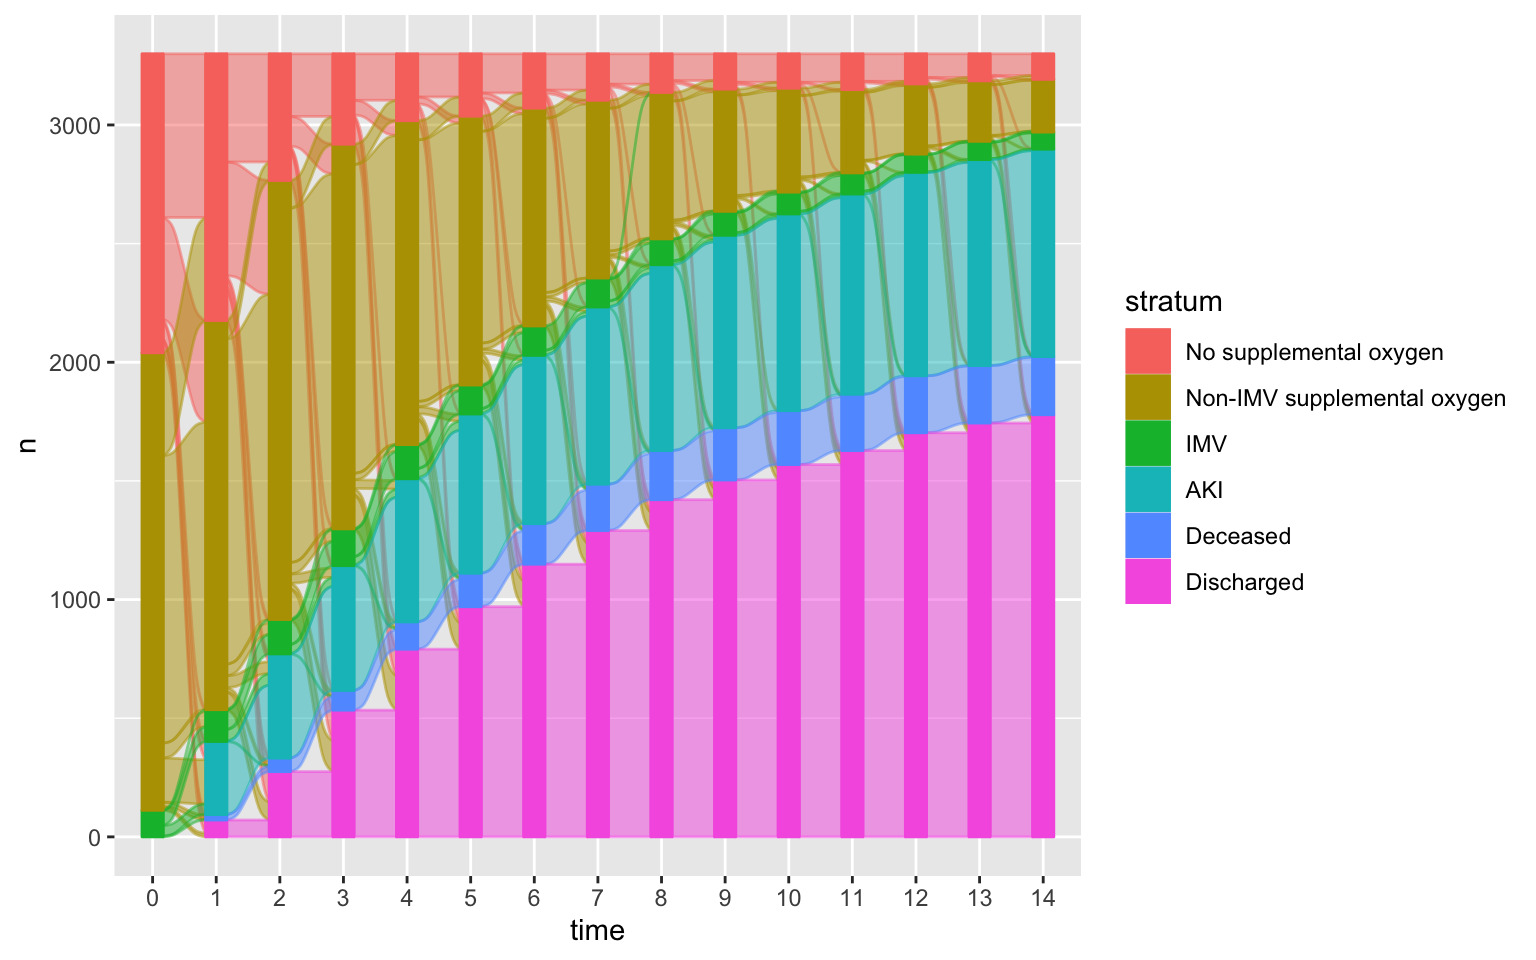 3000
2000
1000
0
n
0 1 2 3 4 5 6 7 8 9 10 11 12 13 14
time
stratum
No supplemental oxygen
Non-IMV supplemental oxygen
IMV
AKI
Deceased
Discharged